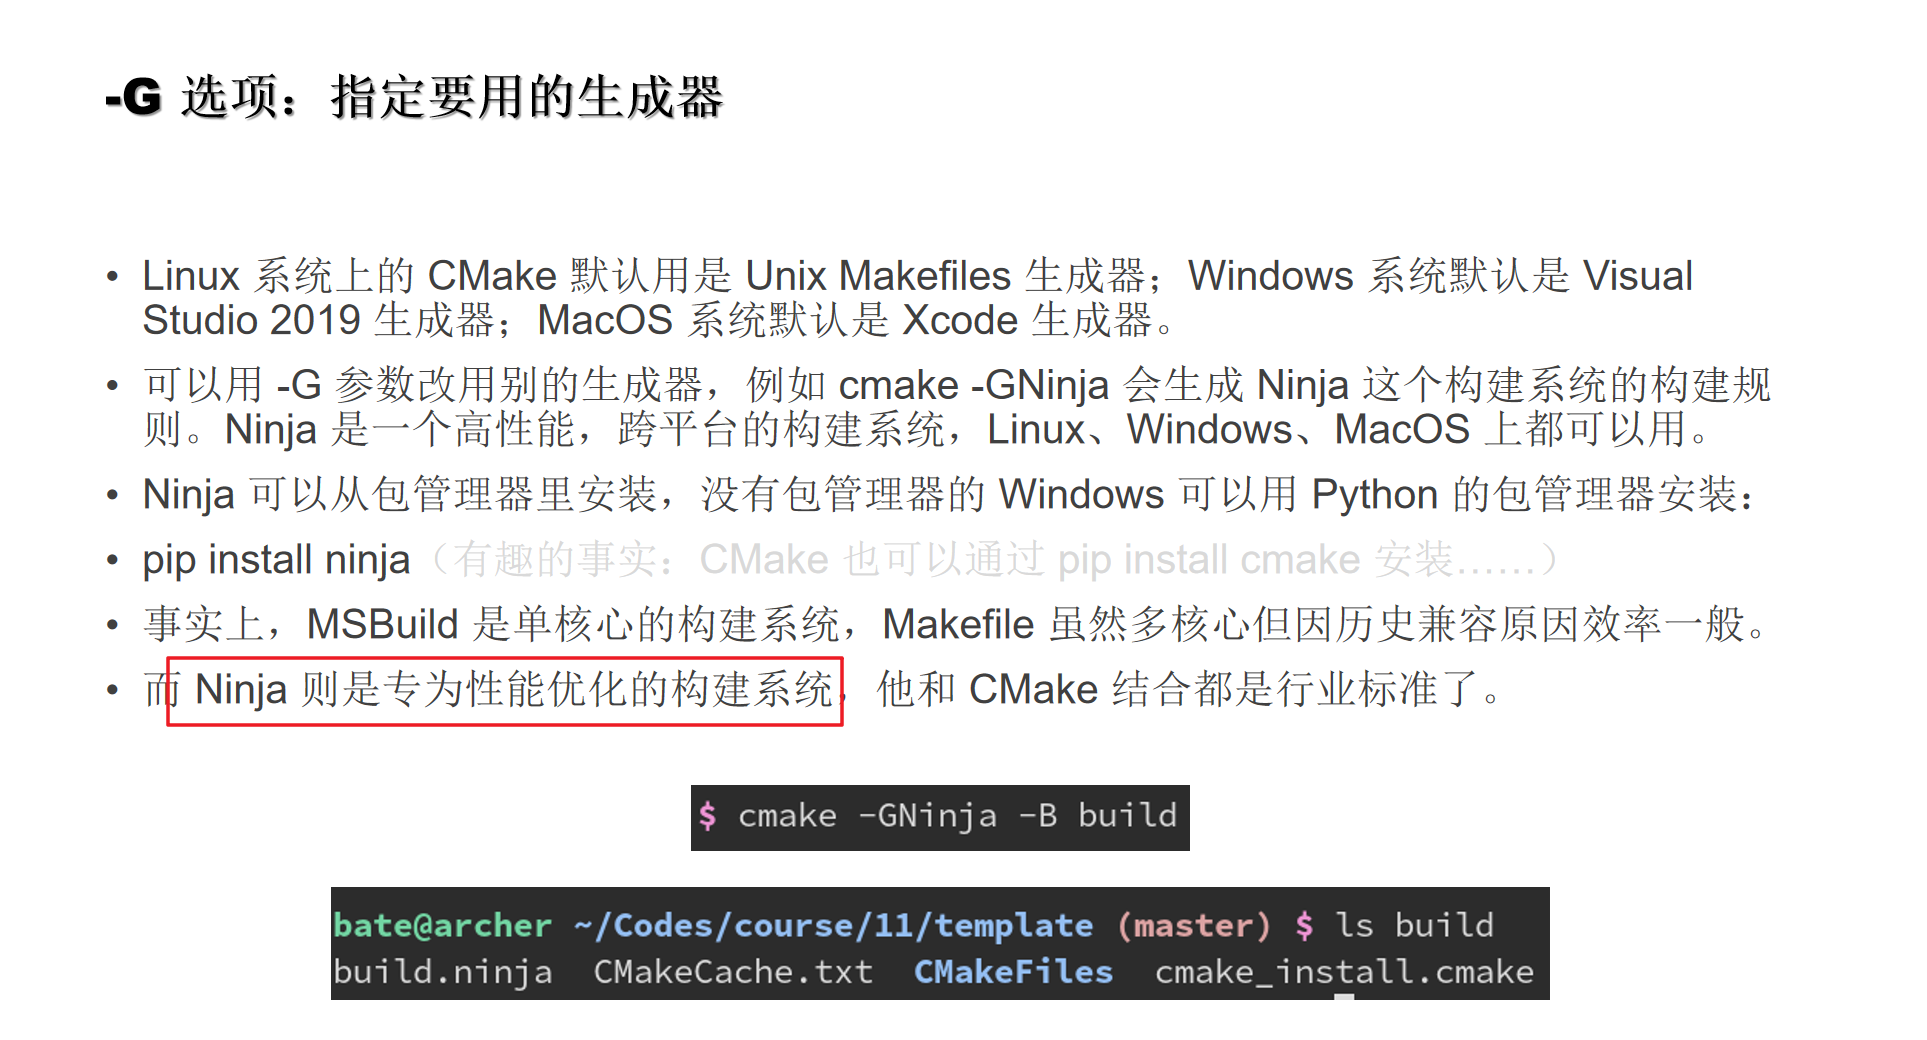 -G 选项：指定要用的生成器
• Linux 系统上的 CMake 默认用是 Unix Makefiles 生成器；Windows 系统默认是 Visual
Studio 2019 生成器；MacOS 系统默认是 Xcode 生成器。
• 可以用 -G 参数改用别的生成器，例如 cmake -GNinja 会生成 Ninja 这个构建系统的构建规
则。Ninja 是一个高性能，跨平台的构建系统，Linux、Windows、MacOS 上都可以用。
• Ninja 可以从包管理器里安装，没有包管理器的 Windows 可以用 Python 的包管理器安装：
• pip install ninja（有趣的事实：CMake 也可以通过 pip install cmake 安装……）
• 事实上，MSBuild 是单核心的构建系统，Makefile 虽然多核心但因历史兼容原因效率一般。
• 而 Ninja 则是专为性能优化的构建系统，他和 CMake 结合都是行业标准了。
$ cmake -GNinja -B build
bate@archer ~/Codes/course/11/template (master) $ ls build
build.ninja CMakeCache.txt CMakeFiles cmake_install.cmake